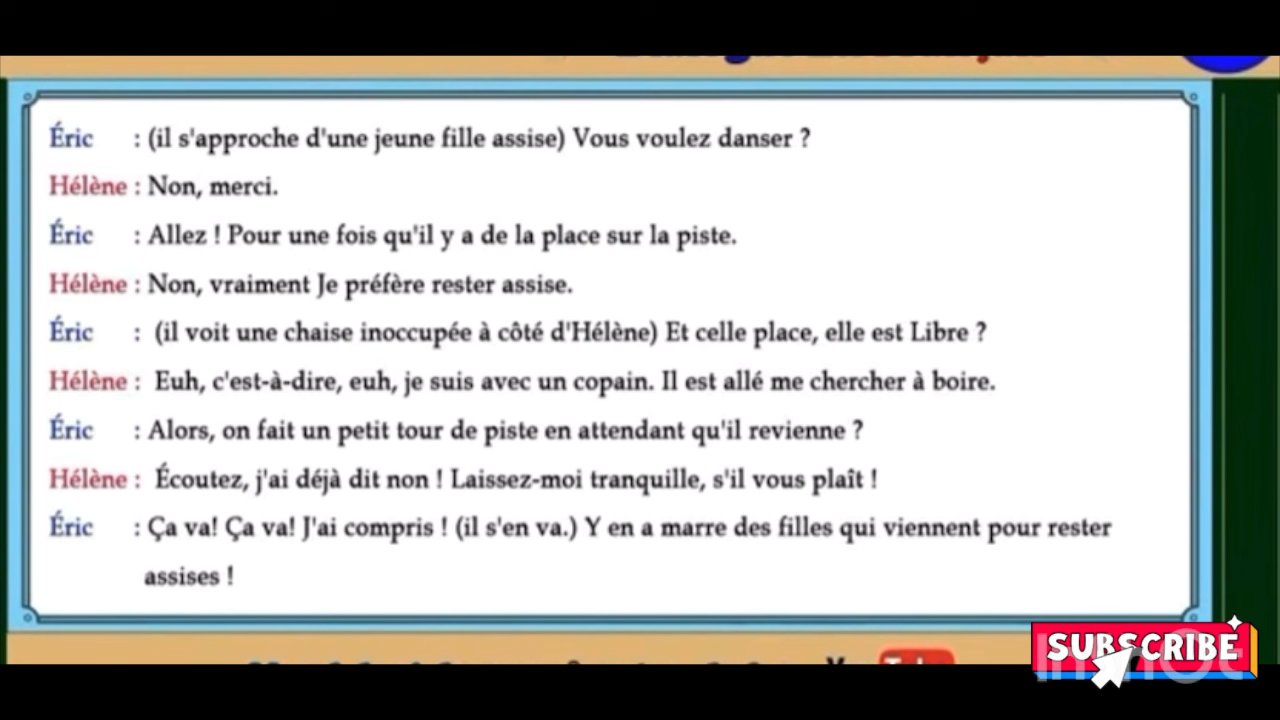 Éric : (il s'approche d'une jeune fille assise) Vous voulez danser ?
Hélène : Non, merci.
Éric : Allez ! Pour une fois qu'il y a de la place sur la piste.
Hélène : Non, vraiment Je préfère rester assise.
Éric : (il voit une chaise inoccupée à côté d'Hélène) Et celle place, elle est Libre ?
Hélène : Euh, c'est-à-dire, euh, je suis avec un copain. Il est allé me chercher à boire.
Éric : Alors, on fait un petit tour de piste en attendant qu'il revienne ?
Hélène : Écoutez, j'ai déjà dit non ! Laissez-moi tranquille, s'il vous plaît !
Éric : Ça va! Ça va! J'ai compris ! (il s'en va.) Y en a marre des filles qui viennent pour rester
assises !
SUBSCRIBE